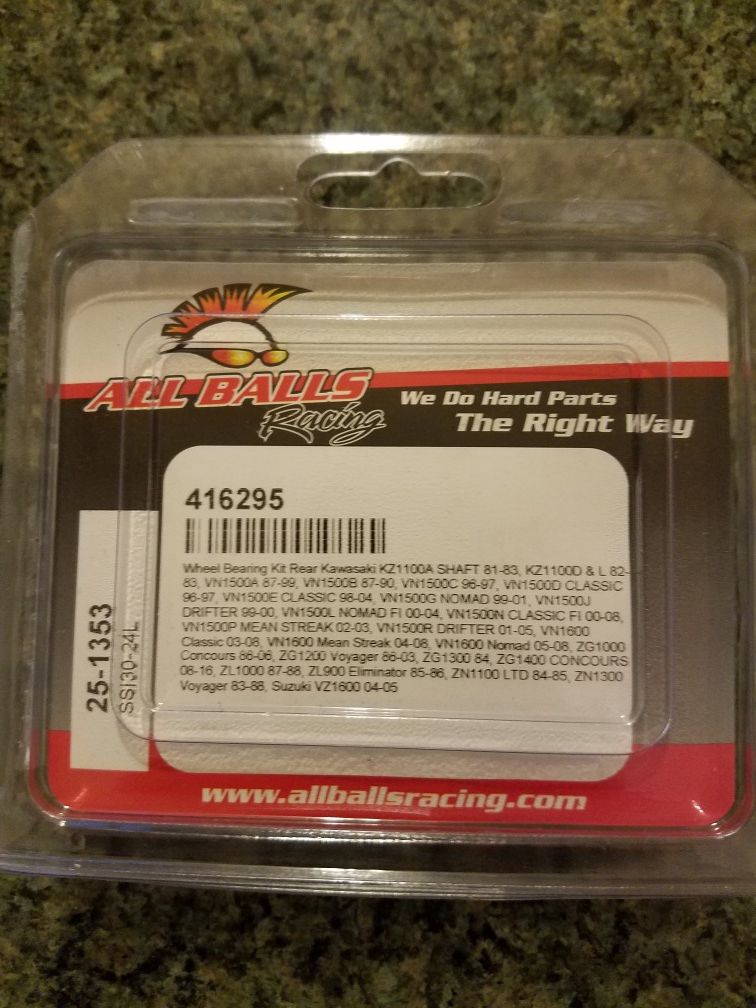 ALL BALLS
Racing
We Do Hard Parts
The Right Way
416295
Wheel Bearing Kit Rear Kawasaki KZ1100A SHAFT 81-83, KZ1100D & L 82-
83, VN1500A 87-99, VN1500B 87-90, VN1500C 96-97, VN1500D CLASSIC
96-97, VN1500E CLASSIC 98-04, VN1500G NOMAD 99-01, VN1500J
DRIFTER 99-00, VN1500L NOMAD FI 00-04, VN1500N CLASSIC FI 00-08,
VN1500P MEAN STREAK 02-03, VN1500R DRIFTER 01-05, VN1600
Classic 03-08, VN1600 Mean Streak 04-08, VN1600 Nomad 05-08, ZG1000
Concours 86-06, ZG1200 Voyager 86-03, ZG1300 84, ZG1400 CONCOURS
08-16, ZL1000 87-88, ZL900 Eliminator 85-86, ZN1100 LTD 84-85, ZN1300
Voyager 83-88, Suzuki VZ1600 04-05
25-1353
SSI30-24L
www.allballsracing.com